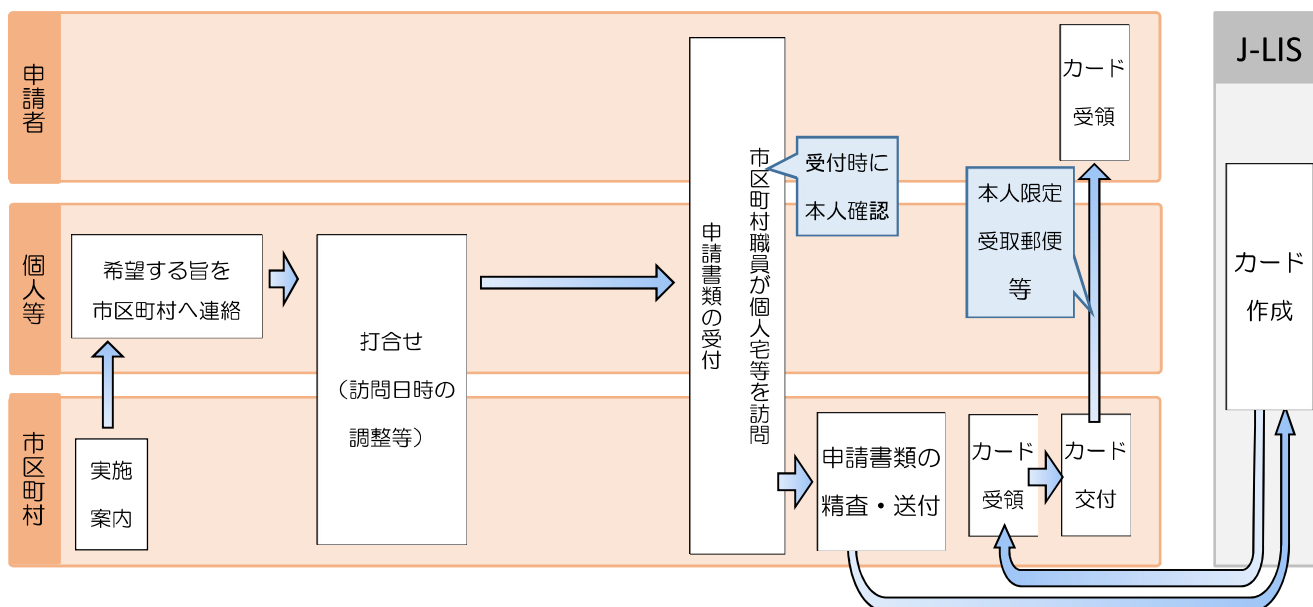 申請者
カード
受領
J-LIS
受付時に
本人確認
本人限定
受取郵便
等
個人等
希望する旨を
市区町村へ連絡
打合せ
（訪問日時の
調整等）
市区町村職員が個人宅等を訪問
申請書類の受付
カード
作成
市区町村
実施
案内
申請書類の
精査・送付
カード
受領
カード
交付